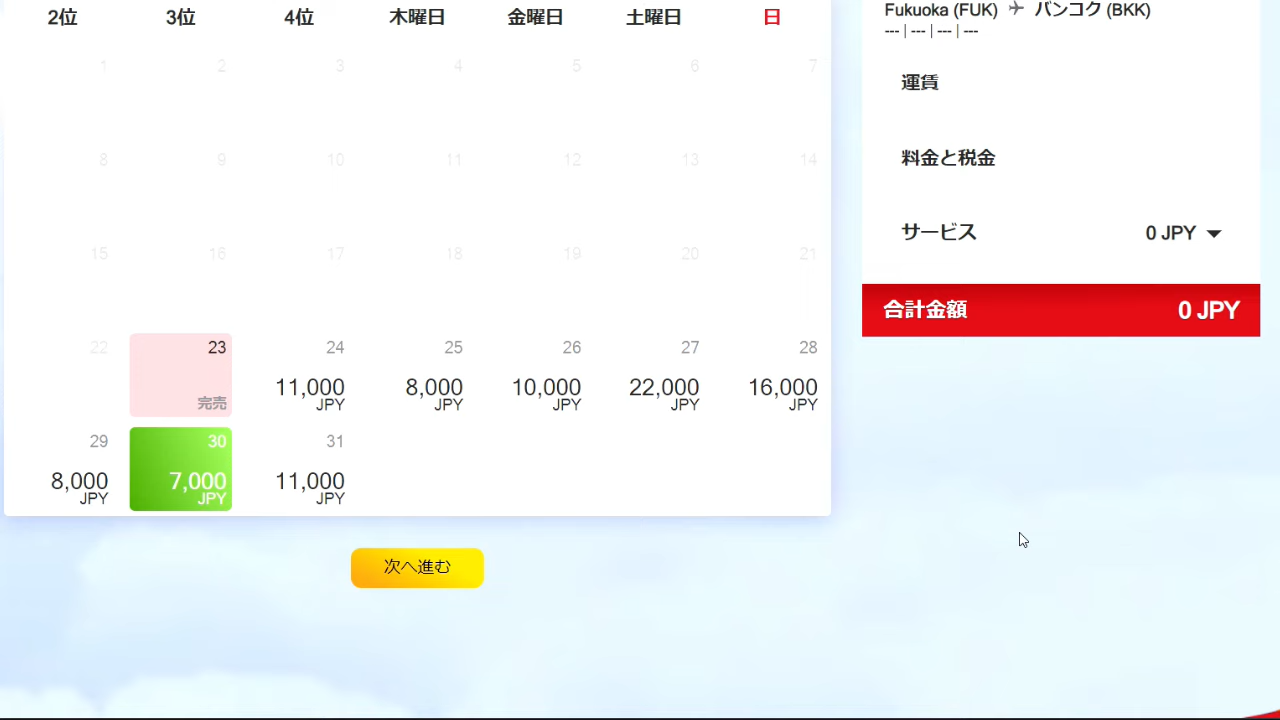 2位 3位 4位 木曜日 金曜日 土曜日 日
1 2 3 4 5 6 7
8 9 10 11 12 13 14
15 16 17 18 19 20 21
22 23 24 25 26 27 28
完売 11,000 JPY 8,000 JPY 10,000 JPY 22,000 JPY 16,000 JPY
29 30 31
8,000 JPY 7,000 JPY 11,000 JPY
次へ進む
Fukuoka (FUK) バンコク (BKK)
--- | --- | --- | ---
運賃
料金と税金
サービス 0 JPY
合計金額 0 JPY